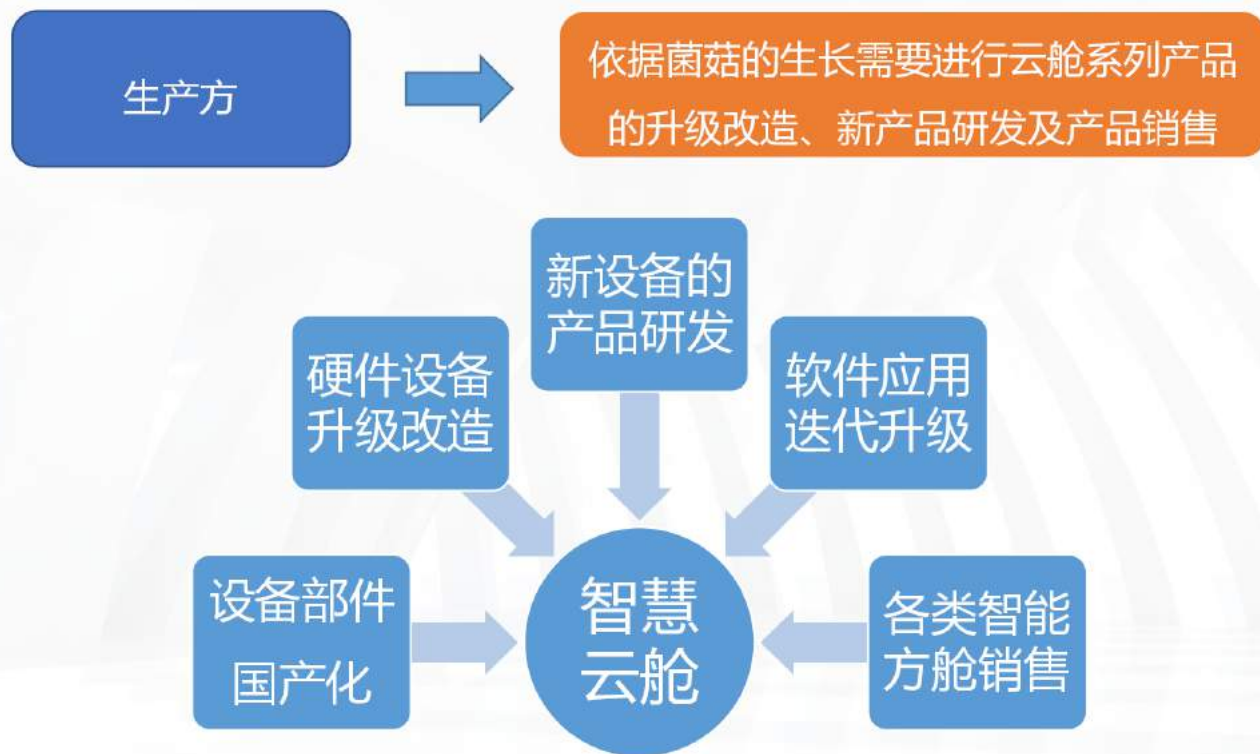 生产方
依据菌菇的生长需要进行云舱系列产品
的升级改造、新产品研发及产品销售
新设备的
产品研发
硬件设备
升级改造
软件应用
迭代升级
设备部件
国产化
智慧
云舱
各类智能
方舱销售